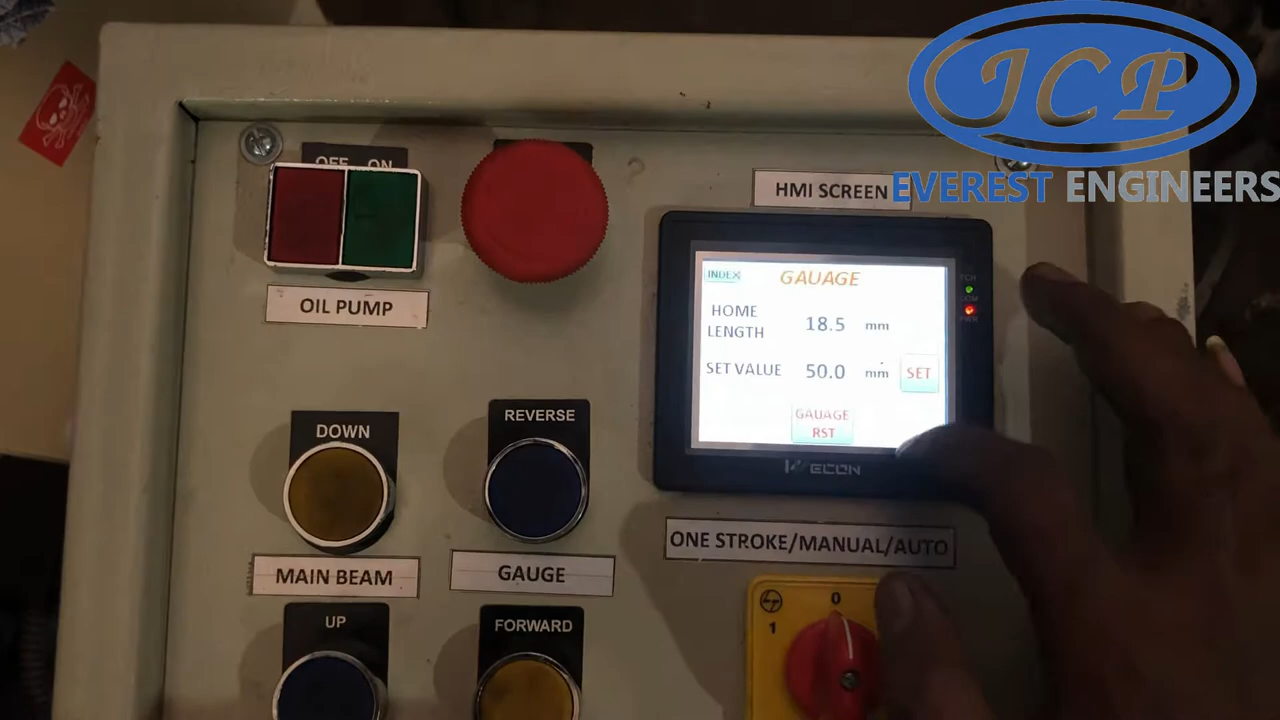 JCP
EVEREST ENGINEERS
OFF ON
OIL PUMP
HMI SCREEN
INDEX
GAUAGE
HOME LENGTH 18.5 mm
SET VALUE 50.0 mm SET
GAUAGE
RST
WECON
DOWN
REVERSE
MAIN BEAM
GAUGE
UP
FORWARD
ONE STROKE/MANUAL/AUTO
0
1